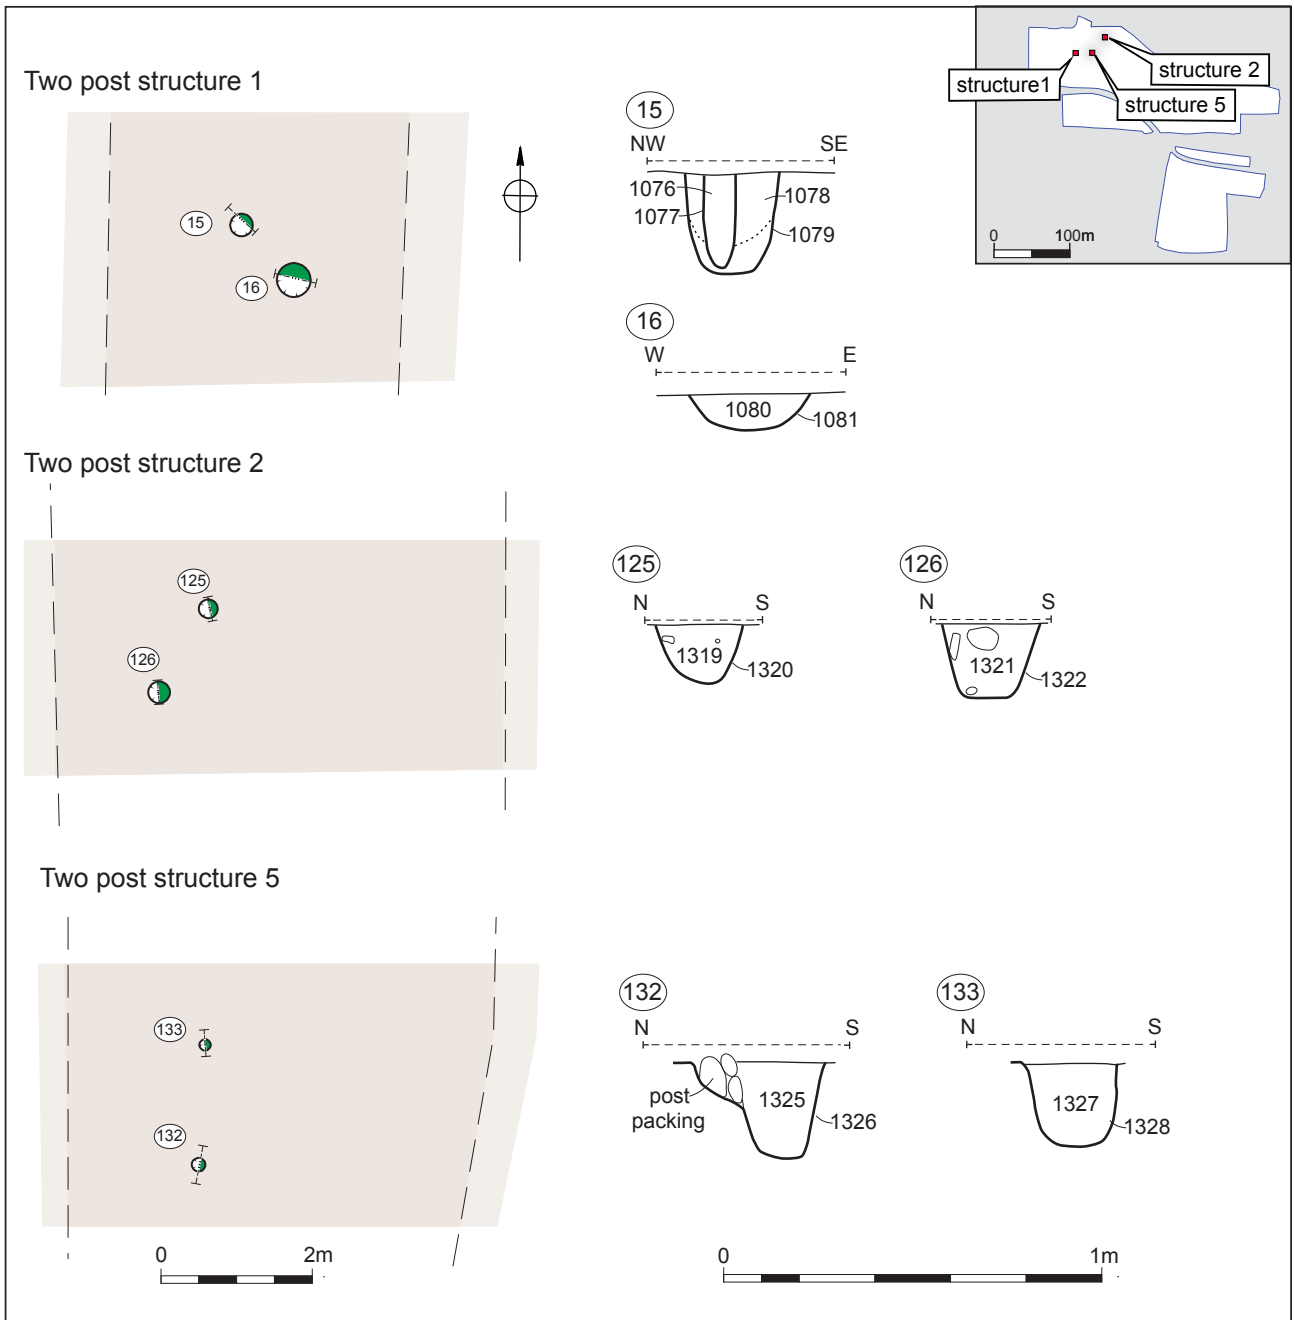 Two post structure 1
15
16
15
NW SE
1076
1077
1078
1079
16
W E
1080
1081
structure1
structure 2
structure 5
0 100m
Two post structure 2
125
126
125
N S
1319
1320
126
N S
1321
1322
Two post structure 5
133
132
132
N S
post
packing
1325
1326
133
N S
1327
1328
0 2m
0 1m